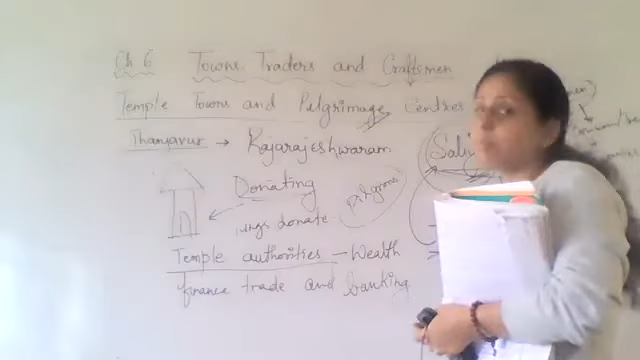 Ch 6 Towns, Traders and Craftsmen
Temple Towns and Pilgrimage Centres
Thanjavur → Rajarajeshwaram
Donating
pilgrims
kings donate
Temple authorities — Wealth
finance trade and banking